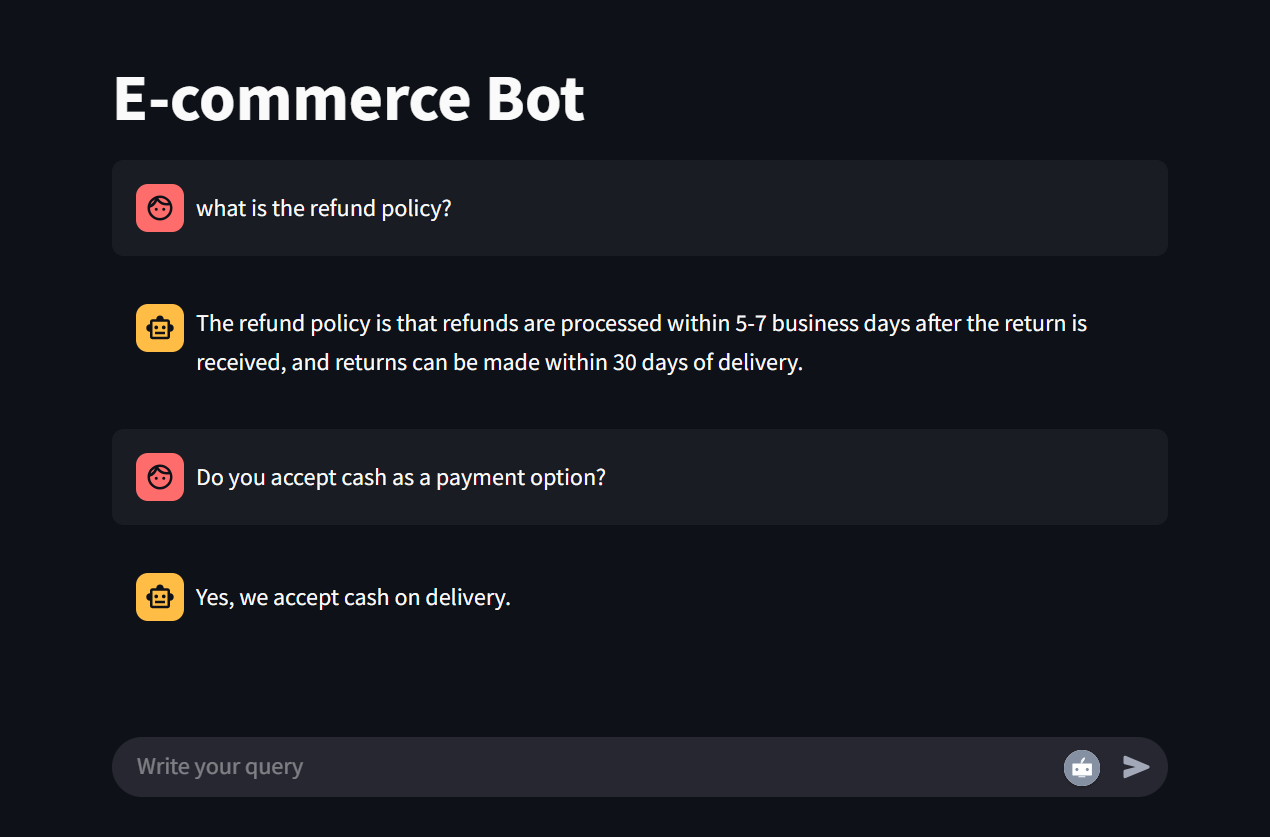 E-commerce Bot
what is the refund policy?
The refund policy is that refunds are processed within 5-7 business days after the return is
received, and returns can be made within 30 days of delivery.
Do you accept cash as a payment option?
Yes, we accept cash on delivery.
Write your query